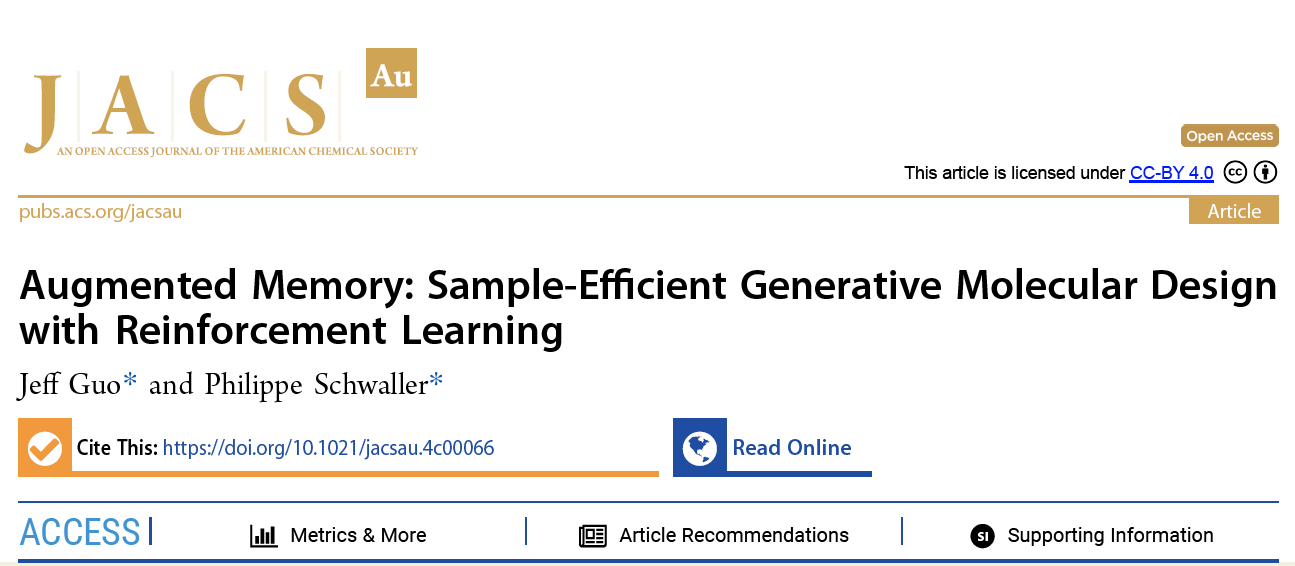 J A C S Au
AN OPEN ACCESS JOURNAL OF THE AMERICAN CHEMICAL SOCIETY
Open Access
This article is licensed under CC-BY 4.0 cc
pubs.acs.org/jacsau
Article
Augmented Memory: Sample-Efficient Generative Molecular Design
with Reinforcement Learning
Jeff Guo* and Philippe Schwaller*
Cite This: https://doi.org/10.1021/jacsau.4c00066
Read Online
ACCESS
Metrics & More
Article Recommendations
SI Supporting Information